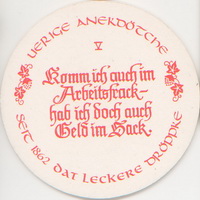 UERIGE ANEKDÖTCHE
V
Komm ich auch im
Arbeitsfrack–
hab ich doch auch
Geld im Sack.
SEIT 1862 DAT LECKERE DRÖPPKE